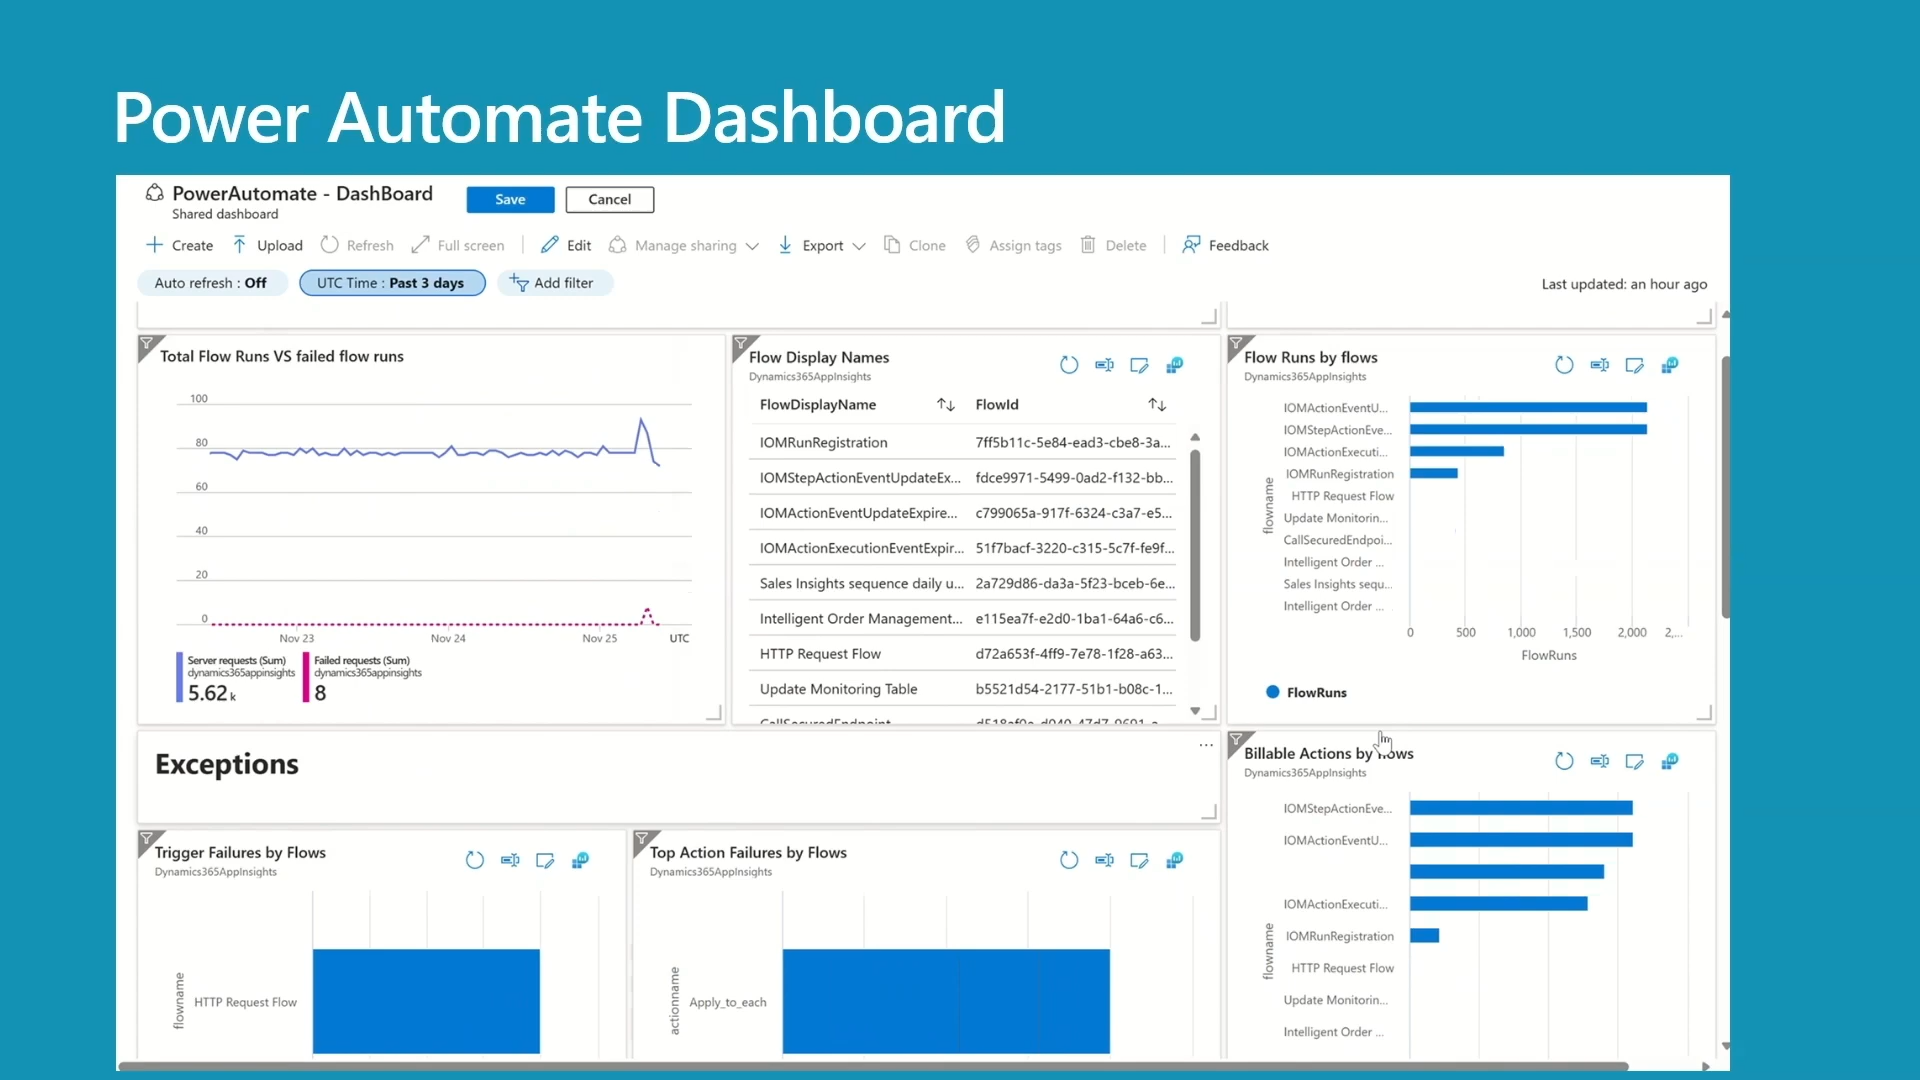 Power Automate Dashboard
PowerAutomate - DashBoard
Shared dashboard
Save
Cancel
Create
Upload
Refresh
Full screen
Edit
Manage sharing
Export
Clone
Assign tags
Delete
Feedback
Auto refresh : Off
UTC Time : Past 3 days
Add filter
Last updated: an hour ago
Total Flow Runs VS failed flow runs
100
80
60
40
20
0
Nov 23
Nov 24
Nov 25
UTC
Server requests (Sum)
dynamics365appinsights
5.62 k
Failed requests (Sum)
dynamics365appinsights
8
Flow Display Names
Dynamics365AppInsights
FlowDisplayName FlowId
IOMRunRegistration 7ff5b11c-5e84-ead3-cbe8-3a...
IOMStepActionEventUpdateEx... fdce9971-5499-0ad2-f132-bb...
IOMActionEventUpdateExpire... c799065a-917f-6324-c3a7-e5...
IOMActionExecutionEventExpir... 51f7bacf-3220-c315-5c7f-fe9f...
Sales Insights sequence daily u... 2a729d86-da3a-5f23-bceb-6e...
Intelligent Order Management... e115ea7f-e2d0-1ba1-64a6-c6...
HTTP Request Flow d72a653f-4ff9-7e78-1f28-a63...
Update Monitoring Table b5521d54-2177-51b1-b08c-1...
CallSecuredEndpoint
Flow Runs by flows
Dynamics365AppInsights
flowname
IOMActionEventU...
IOMStepActionEve...
IOMActionExecuti...
IOMRunRegistration
HTTP Request Flow
Update Monitorin...
CallSecuredEndpoi...
Intelligent Order ...
Sales Insights sequ...
Intelligent Order ...
0 500 1,000 1,500 2,000 2,...
FlowRuns
FlowRuns
Exceptions
...
Trigger Failures by Flows
Dynamics365AppInsights
flowname
HTTP Request Flow
Top Action Failures by Flows
Dynamics365AppInsights
actionname
Apply_to_each
Billable Actions by flows
Dynamics365AppInsights
flowname
IOMStepActionEve...
IOMActionEventU...
IOMActionExecuti...
IOMRunRegistration
HTTP Request Flow
Update Monitorin...
Intelligent Order ...